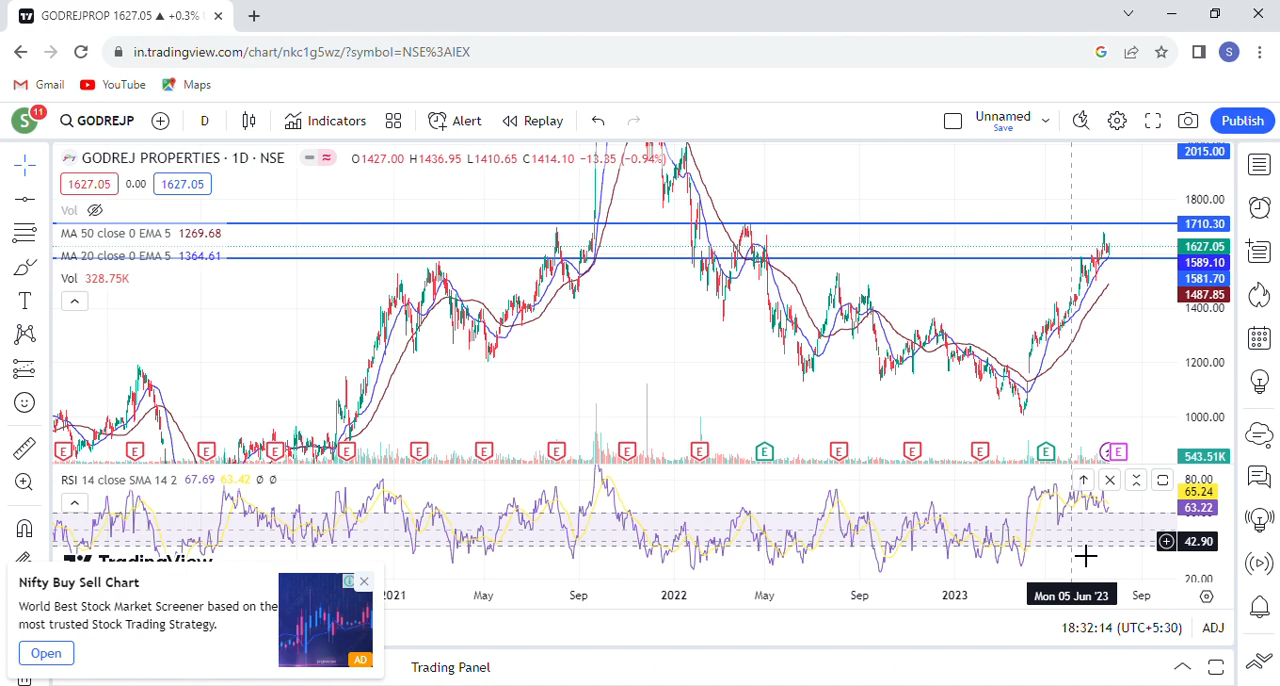 GODREJPROP 1627.05 ▲ +0.3%
in.tradingview.com/chart/nkc1g5wz/?symbol=NSE%3AIEX
S
Gmail YouTube Maps
S 11 GODREJP D Indicators Alert Replay Unnamed Save Publish
GODREJ PROPERTIES · 1D · NSE O1427.00 H1436.95 L1410.65 C1414.10 −13.35 (−0.94%)
1627.05 0.00 1627.05
Vol
MA 50 close 0 EMA 5 1269.68
MA 20 close 0 EMA 5 1364.61
Vol 328.75K
2015.00
1800.00
1710.30
1627.05
1589.10
1581.70
1487.85
1400.00
1200.00
1000.00
543.51K
E E E E E E E E E E E E E E E E
RSI 14 close SMA 14 2 67.69 63.42 Ø Ø
80.00
65.24
63.22
42.90
20.00
TradingView
2021 May Sep 2022 May Sep 2023 Mon 05 Jun '23 Sep
18:32:14 (UTC+5:30) ADJ
Nifty Buy Sell Chart
World Best Stock Market Screener based on the
most trusted Stock Trading Strategy.
Open
AD
Trading Panel